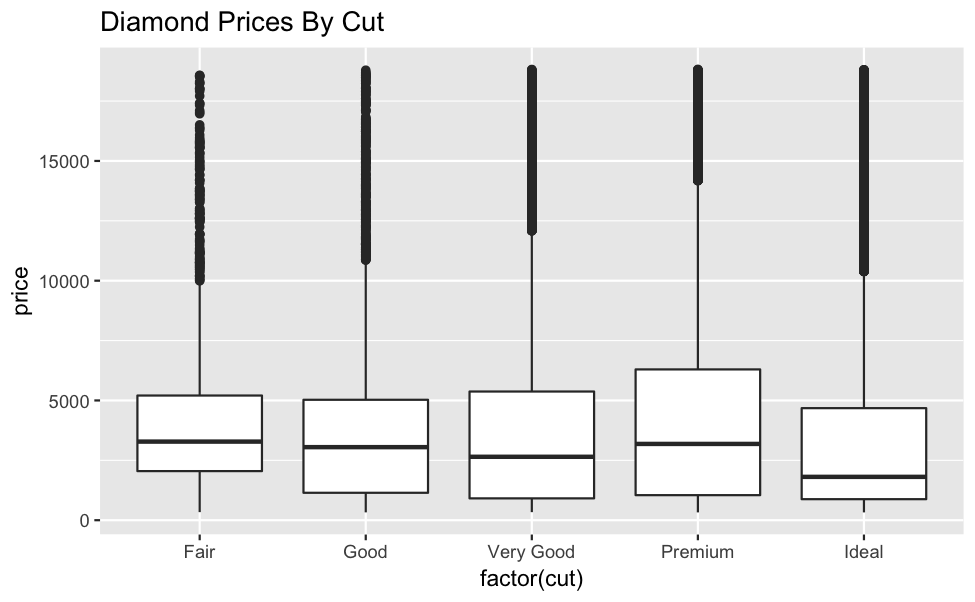 Diamond Prices By Cut
15000
10000
5000
0
price
Fair Good Very Good Premium Ideal
factor(cut)